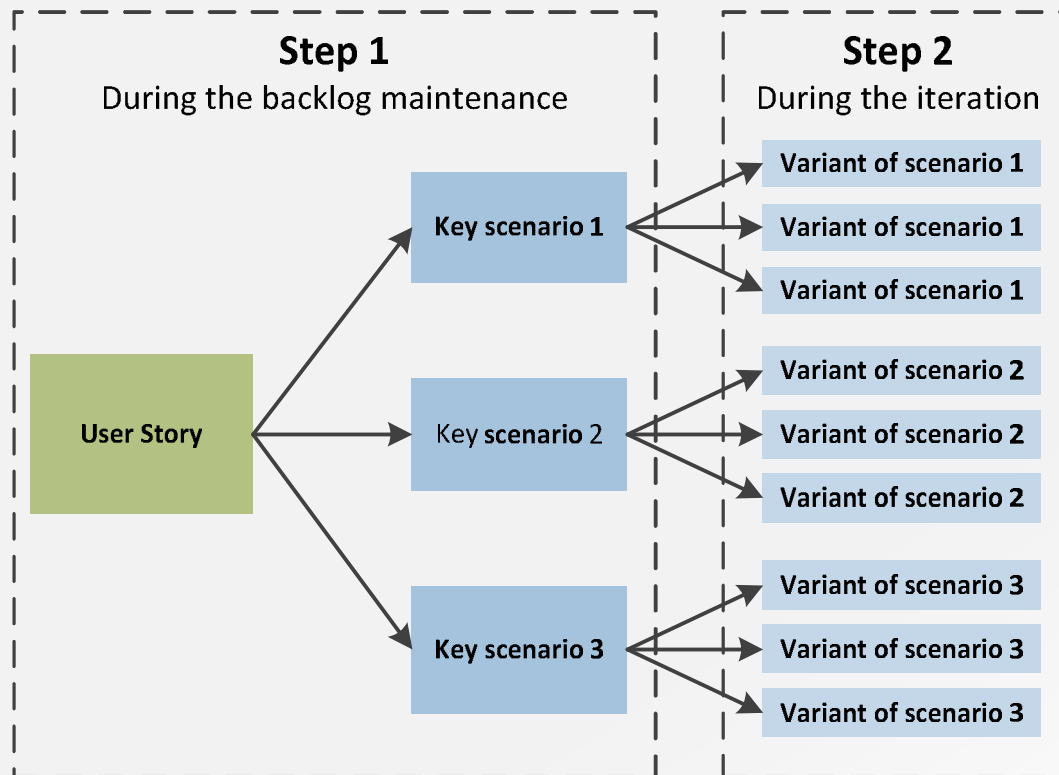 Step 1
During the backlog maintenance
User Story
Key scenario 1
Key scenario 2
Key scenario 3
Step 2
During the iteration
Variant of scenario 1
Variant of scenario 1
Variant of scenario 1
Variant of scenario 2
Variant of scenario 2
Variant of scenario 2
Variant of scenario 3
Variant of scenario 3
Variant of scenario 3